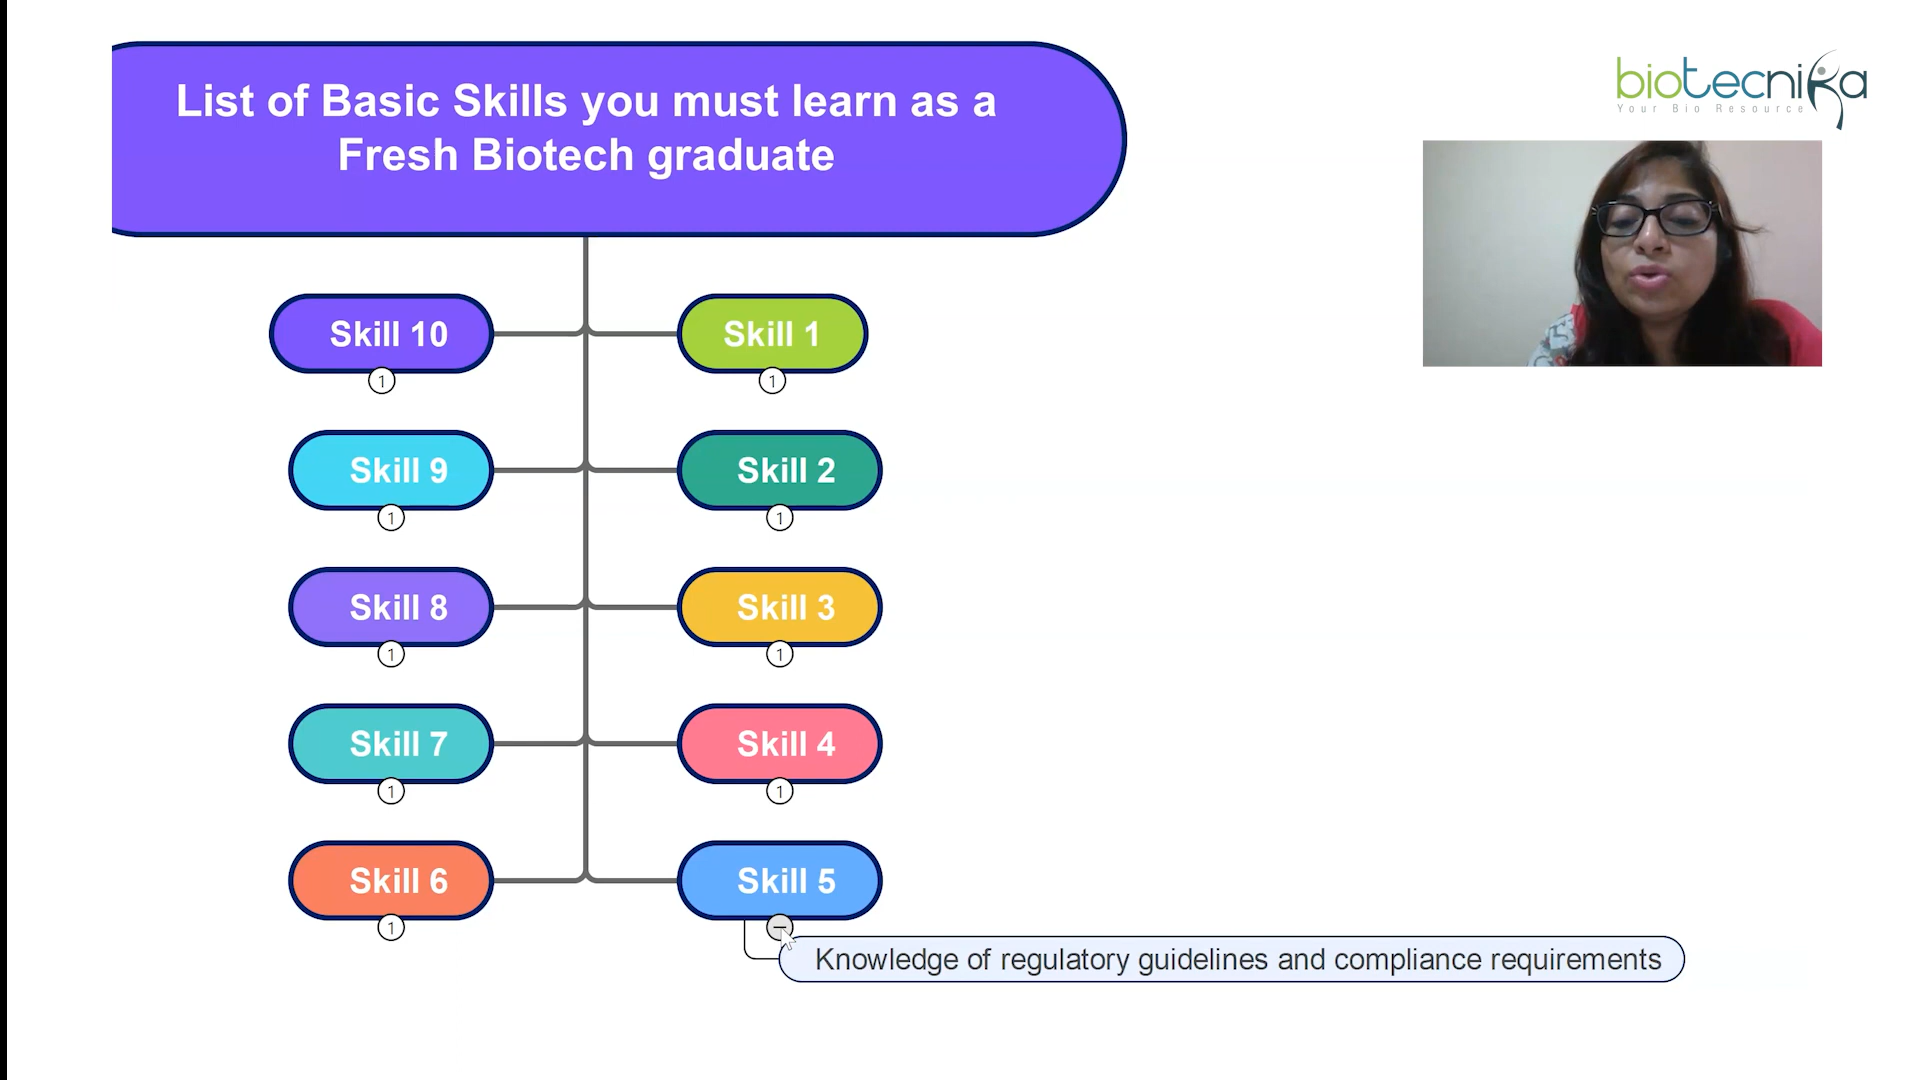 List of Basic Skills you must learn as a
Fresh Biotech graduate
biotecnika
Your Bio Resource
Skill 10
1
Skill 1
1
Skill 9
1
Skill 2
1
Skill 8
1
Skill 3
1
Skill 7
1
Skill 4
1
Skill 6
1
Skill 5
Knowledge of regulatory guidelines and compliance requirements